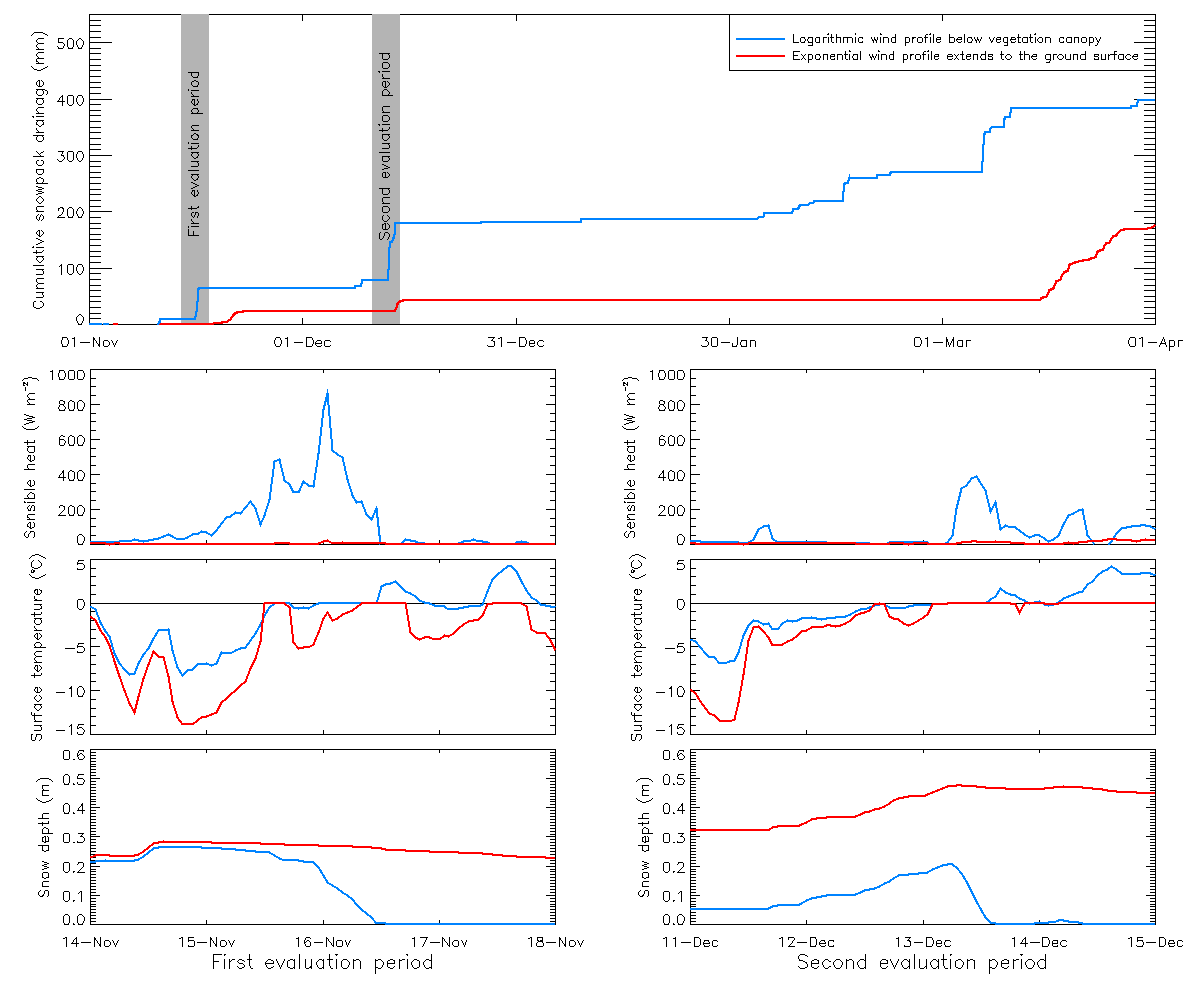 Cumulative snowpack drainage (mm)
500
400
300
200
100
0
First evaluation period
Second evaluation period
Logarithmic wind profile below vegetation canopy
Exponential wind profile extends to the ground surface
01-Nov 01-Dec 31-Dec 30-Jan 01-Mar 01-Apr
Sensible heat (W m⁻²)
1000
800
600
400
200
0
Sensible heat (W m⁻²)
1000
800
600
400
200
0
Surface temperature (°C)
5
0
-5
-10
-15
Surface temperature (°C)
5
0
-5
-10
-15
Snow depth (m)
0.6
0.5
0.4
0.3
0.2
0.1
0.0
14-Nov 15-Nov 16-Nov 17-Nov 18-Nov
First evaluation period
Snow depth (m)
0.6
0.5
0.4
0.3
0.2
0.1
0.0
11-Dec 12-Dec 13-Dec 14-Dec 15-Dec
Second evaluation period